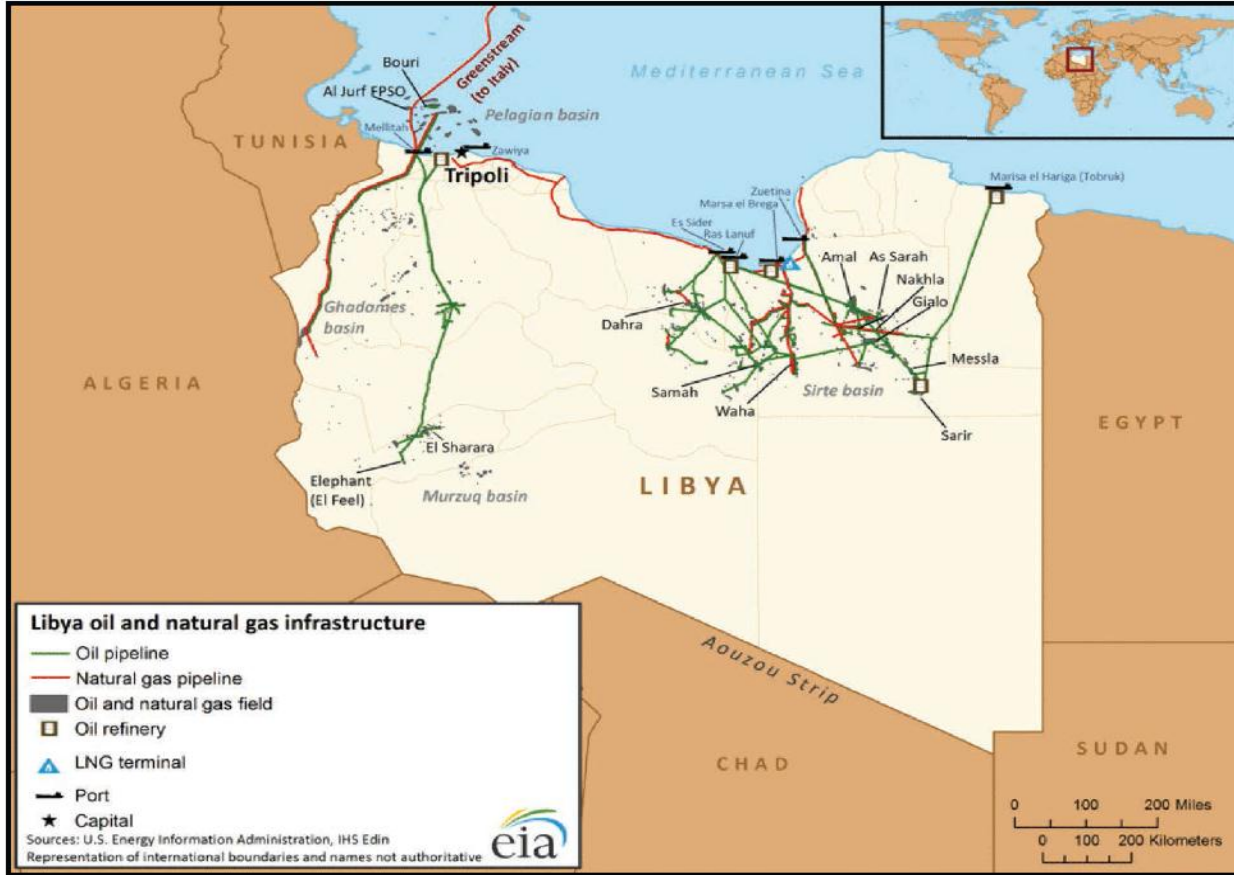 Bouri
Al Jurf EPSO
Greenstream
(to Italy)
Mediterranean Sea
Pelagian basin
TUNISIA
Mellitah
Zawiya
Tripoli
Marisa el Hariga (Tobruk)
Zuetina
Marsa el Brega
Es Sider
Ras Lanuf
Amal
As Sarah
Nakhla
Gialo
Ghadames
basin
Dahra
Messla
ALGERIA
Samah
Waha
Sirte basin
Sarir
EGYPT
El Sharara
Elephant
(El Feel)
Murzuq basin
LIBYA
Aouzou Strip
CHAD
SUDAN
Libya oil and natural gas infrastructure
Oil pipeline
Natural gas pipeline
Oil and natural gas field
Oil refinery
LNG terminal
Port
Capital
Sources: U.S. Energy Information Administration, IHS Edin
Representation of international boundaries and names not authoritative
eia
0 100 200 Miles
0 100 200 Kilometers